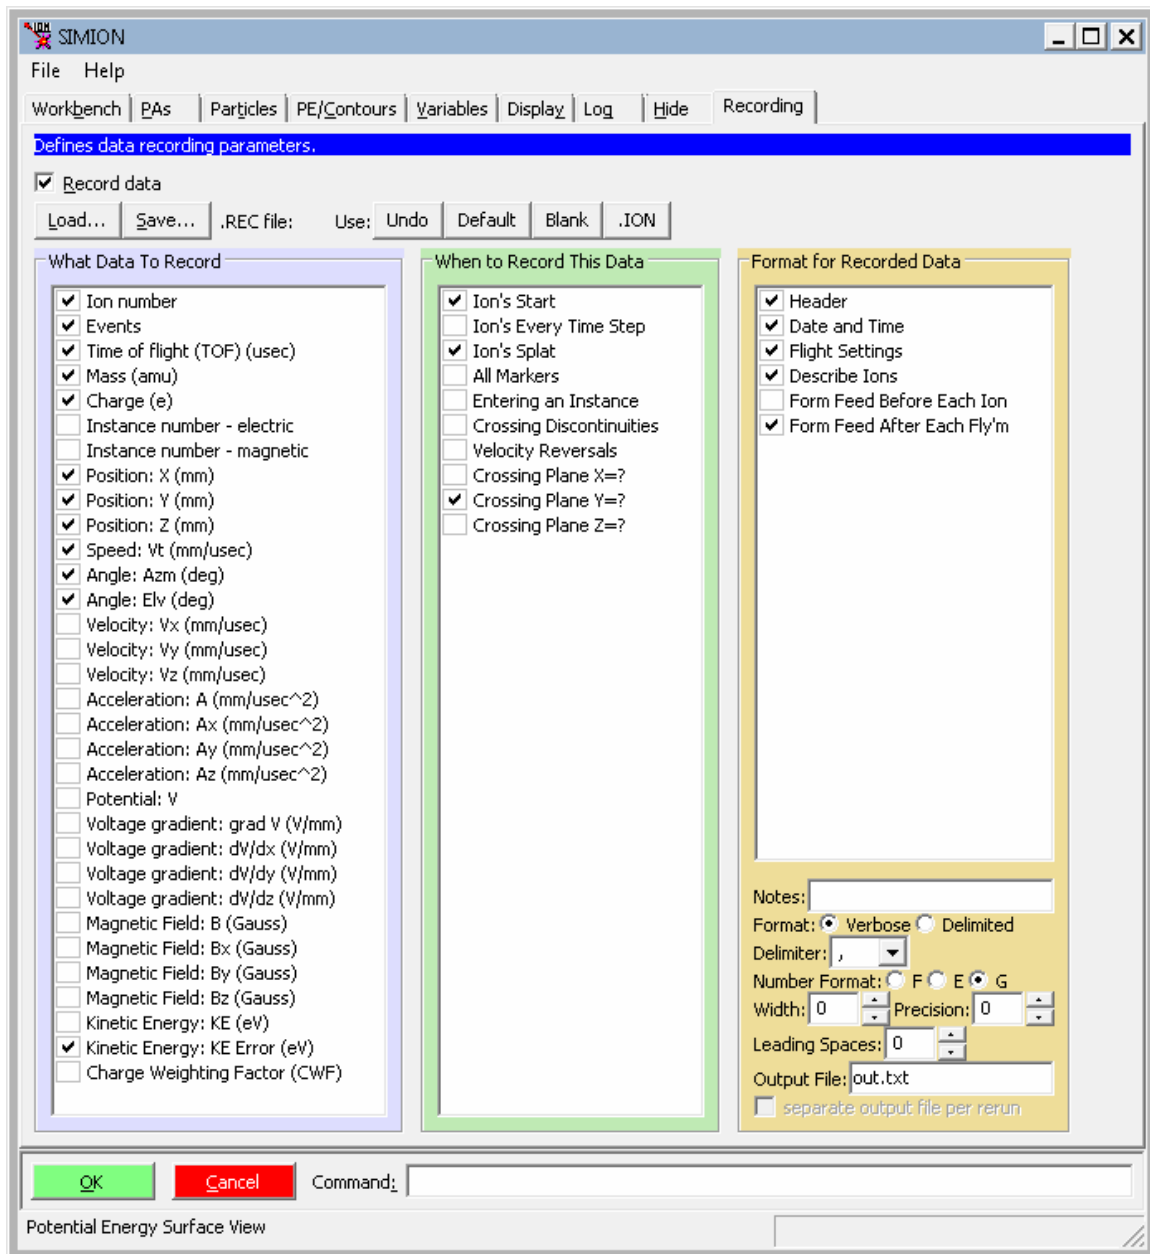 SIMION
File Help
Workbench PAs Particles PE/Contours Variables Display Log Hide Recording
Defines data recording parameters.
Record data
Load... Save... .REC file: Use: Undo Default Blank .ION
What Data To Record
Ion number
Events
Time of flight (TOF) (usec)
Mass (amu)
Charge (e)
Instance number - electric
Instance number - magnetic
Position: X (mm)
Position: Y (mm)
Position: Z (mm)
Speed: Vt (mm/usec)
Angle: Azm (deg)
Angle: Elv (deg)
Velocity: Vx (mm/usec)
Velocity: Vy (mm/usec)
Velocity: Vz (mm/usec)
Acceleration: A (mm/usec^2)
Acceleration: Ax (mm/usec^2)
Acceleration: Ay (mm/usec^2)
Acceleration: Az (mm/usec^2)
Potential: V
Voltage gradient: grad V (V/mm)
Voltage gradient: dV/dx (V/mm)
Voltage gradient: dV/dy (V/mm)
Voltage gradient: dV/dz (V/mm)
Magnetic Field: B (Gauss)
Magnetic Field: Bx (Gauss)
Magnetic Field: By (Gauss)
Magnetic Field: Bz (Gauss)
Kinetic Energy: KE (eV)
Kinetic Energy: KE Error (eV)
Charge Weighting Factor (CWF)
When to Record This Data
Ion's Start
Ion's Every Time Step
Ion's Splat
All Markers
Entering an Instance
Crossing Discontinuities
Velocity Reversals
Crossing Plane X=?
Crossing Plane Y=?
Crossing Plane Z=?
Format for Recorded Data
Header
Date and Time
Flight Settings
Describe Ions
Form Feed Before Each Ion
Form Feed After Each Fly'm
Notes:
Format: Verbose Delimited
Delimiter: ,
Number Format: F E G
Width: 0 Precision: 0
Leading Spaces: 0
Output File: out.txt
separate output file per rerun
OK Cancel Command:
Potential Energy Surface View